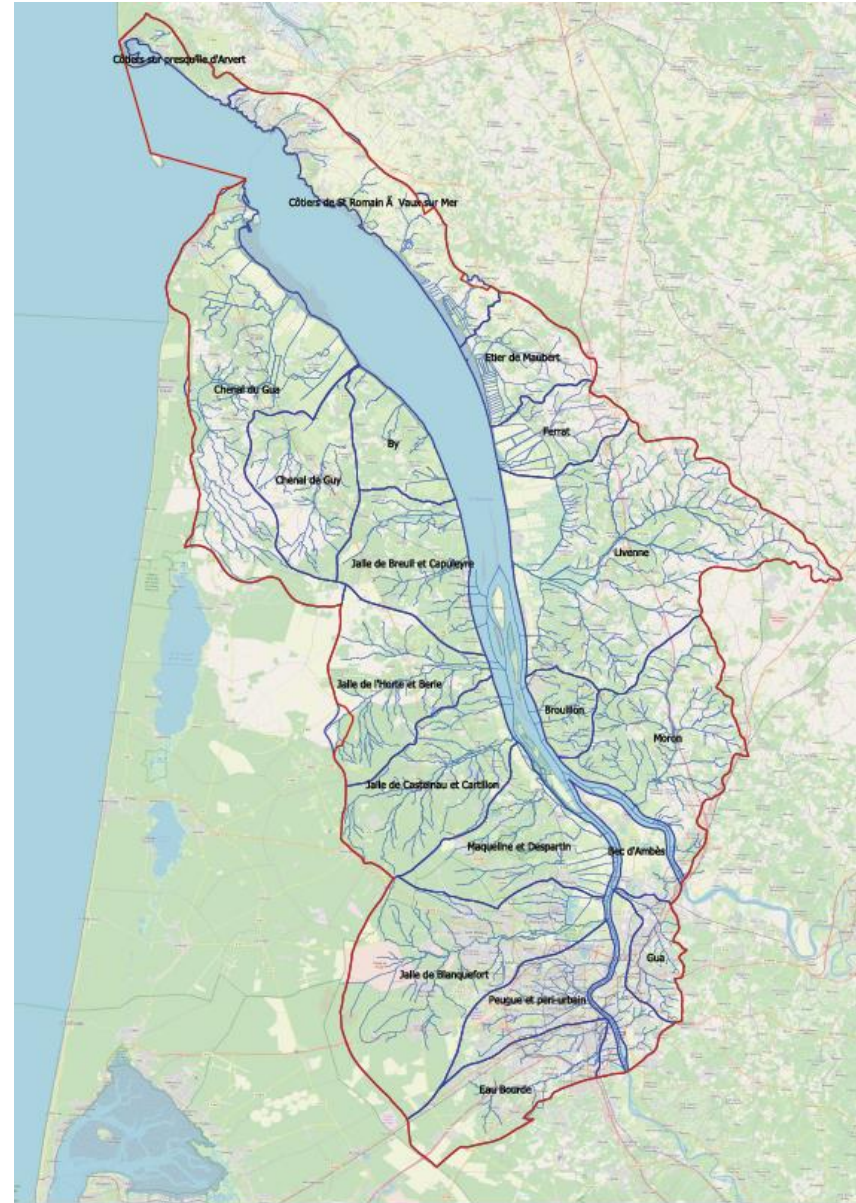 Côtiers sur presqu'île d'Arvert
Côtiers de St Romain Ã  Vaux sur Mer
Etier de Maubert
Chenal du Gua
Ferrat
By
Chenal de Guy
Livenne
Jalle de Breuil et Capuleyre
Jalle de l'Horte et Berle
Brouillon
Moron
Jalle de Castelnau et Cartillon
Maqueline et Despartin
Bec d'Ambès
Gua
Jalle de Blanquefort
Peugue et péri-urbain
Eau Bourde